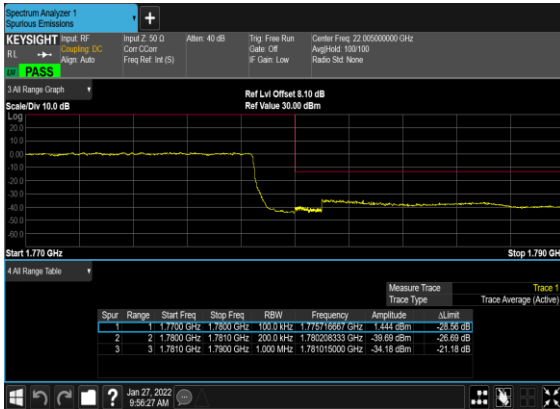 Spectrum Analyzer 1
Spurious Emissions
KEYSIGHT Input: RF Input Z: 50 Ω Atten: 40 dB Trig: Free Run Center Freq: 22.005000000 GHz
RL Coupling: DC Corr CCorr Gate: Off Avg|Hold: 100/100
Align: Auto Freq Ref: Int (S) IF Gain: Low Radio Std: None
PASS
3 All Range Graph
Ref Lvl Offset 8.10 dB
Scale/Div 10.0 dB Ref Value 30.00 dBm
Log
20.0
10.0
0.00
-10.0
-20.0
-30.0
-40.0
-50.0
-60.0
Start 1.770 GHz Stop 1.790 GH
4 All Range Table
Measure Trace Trace 1
Trace Type Trace Average (Active)
Spur Range Start Freq Stop Freq RBW Frequency Amplitude ΔLimit
1 1 1.7700 GHz 1.7800 GHz 100.0 kHz 1.775716667 GHz 1.444 dBm -28.56 dB
2 2 1.7800 GHz 1.7810 GHz 200.0 kHz 1.780208333 GHz -39.69 dBm -26.69 dB
3 3 1.7810 GHz 1.7900 GHz 1.000 MHz 1.781015000 GHz -34.18 dBm -21.18 dB
Jan 27, 2022
9:56:27 AM